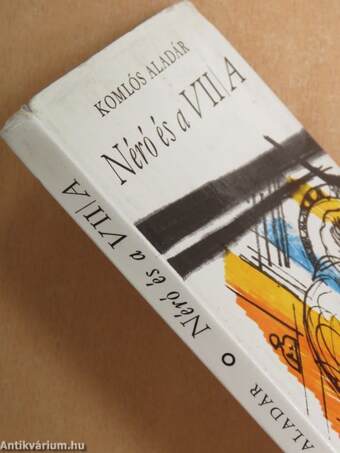 KOMLÓS ALADÁR
Néró és a VII/A
ALADÁR O Néró és a VII/A
Antikvárium.hu